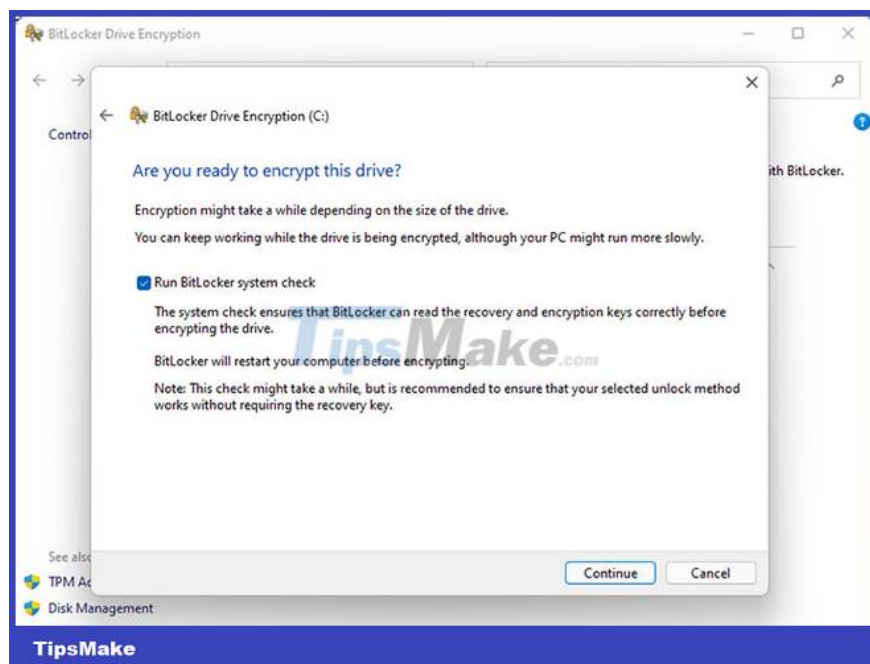 BitLocker Drive Encryption
BitLocker Drive Encryption (C:)
Are you ready to encrypt this drive?
ith BitLocker.
Encryption might take a while depending on the size of the drive.
You can keep working while the drive is being encrypted, although your PC might run more slowly.
Run BitLocker system check
The system check ensures that BitLocker can read the recovery and encryption keys correctly before
encrypting the drive.
TipsMake.com
BitLocker will restart your computer before encrypting.
Note: This check might take a while, but is recommended to ensure that your selected unlock method
works without requiring the recovery key.
See also
Continue
Cancel
TPM Ad
Disk Management
TipsMake